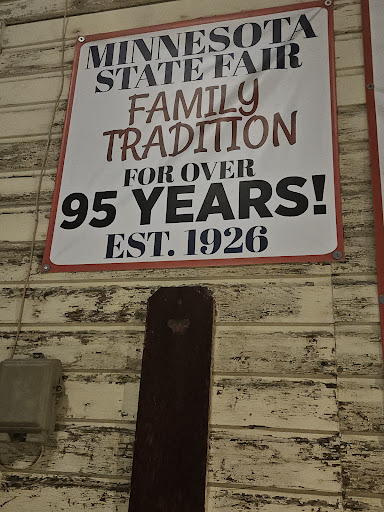 MINNESOTA
STATE FAIR
FAMILY
TRADITION
FOR OVER
95 YEARS!
EST. 1926